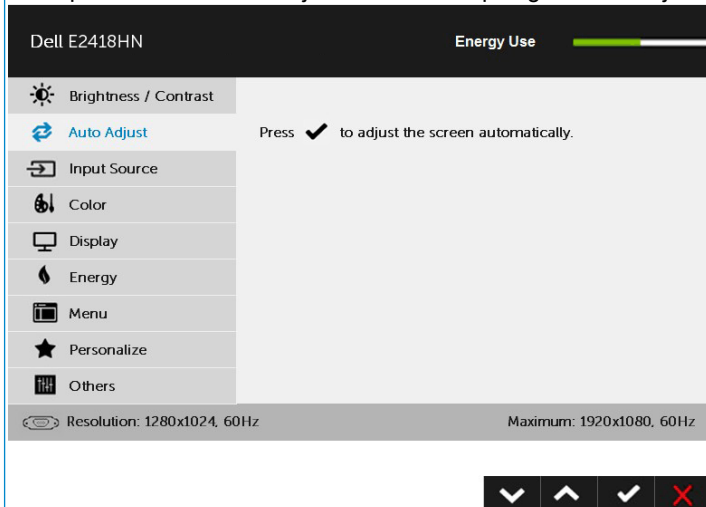 Dell E2418HN
Energy Use
Brightness / Contrast
Auto Adjust
Press ✔ to adjust the screen automatically.
Input Source
Color
Display
Energy
Menu
Personalize
Others
Resolution: 1280x1024, 60Hz
Maximum: 1920x1080, 60Hz